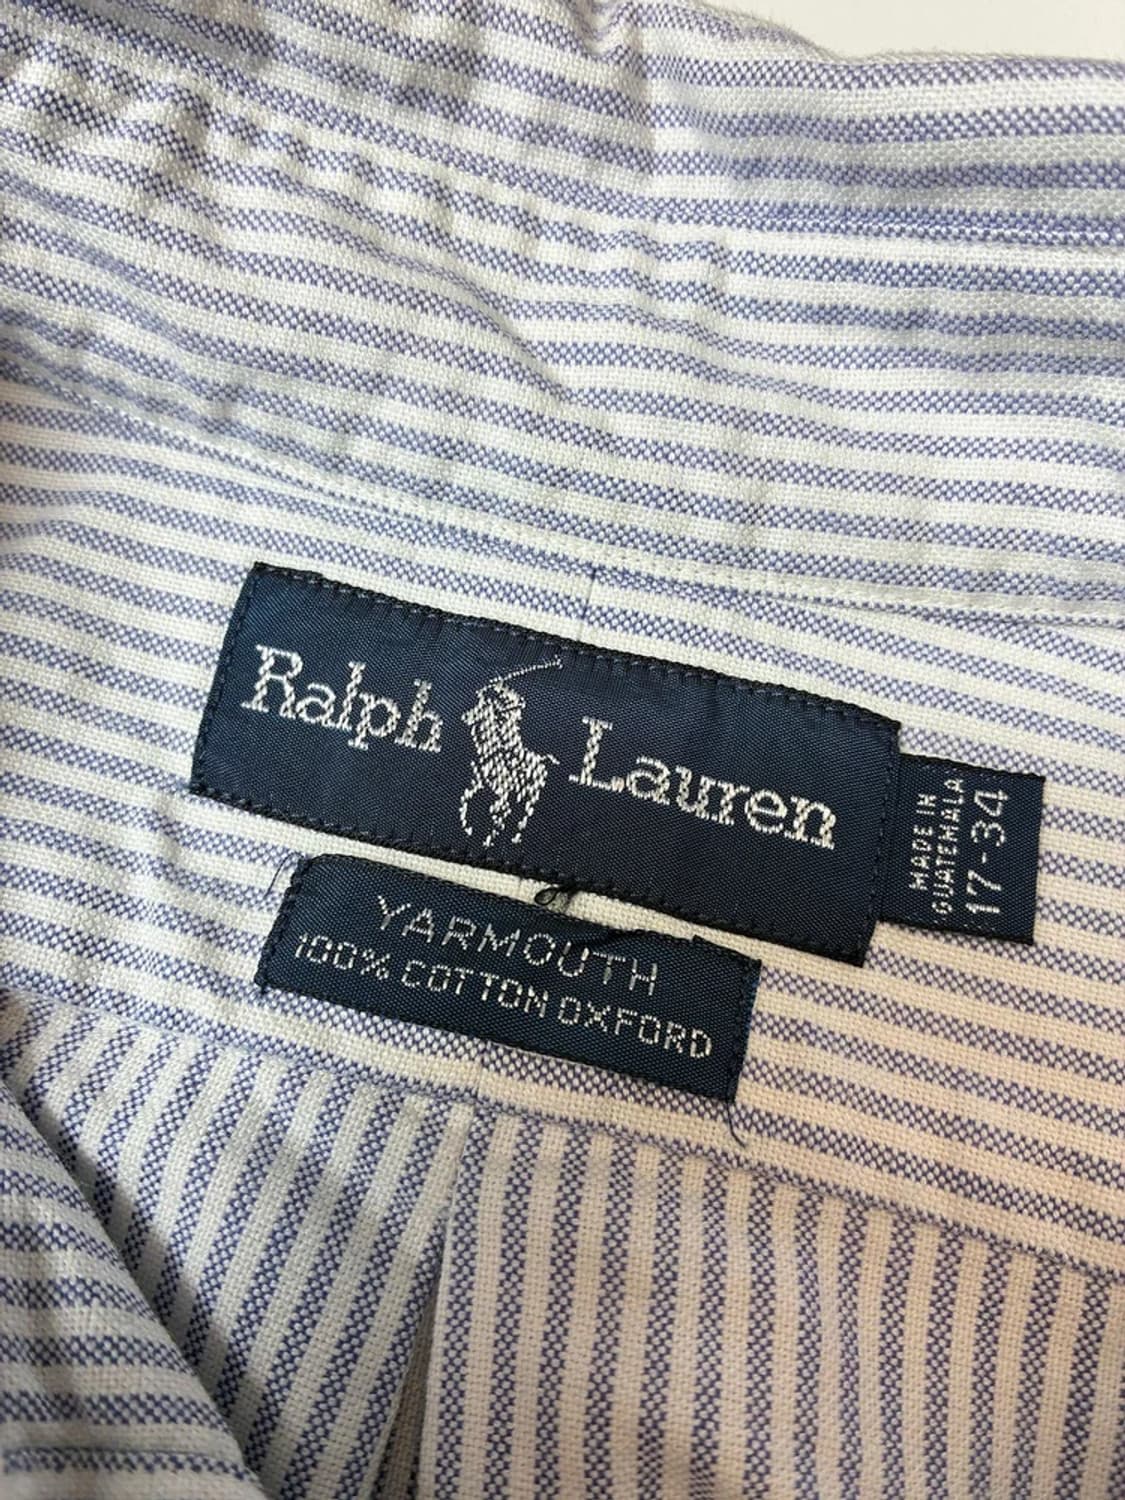 Ralph Lauren
MADE IN
GUATEMALA
17-34
YARMOUTH
100% COTTON OXFORD